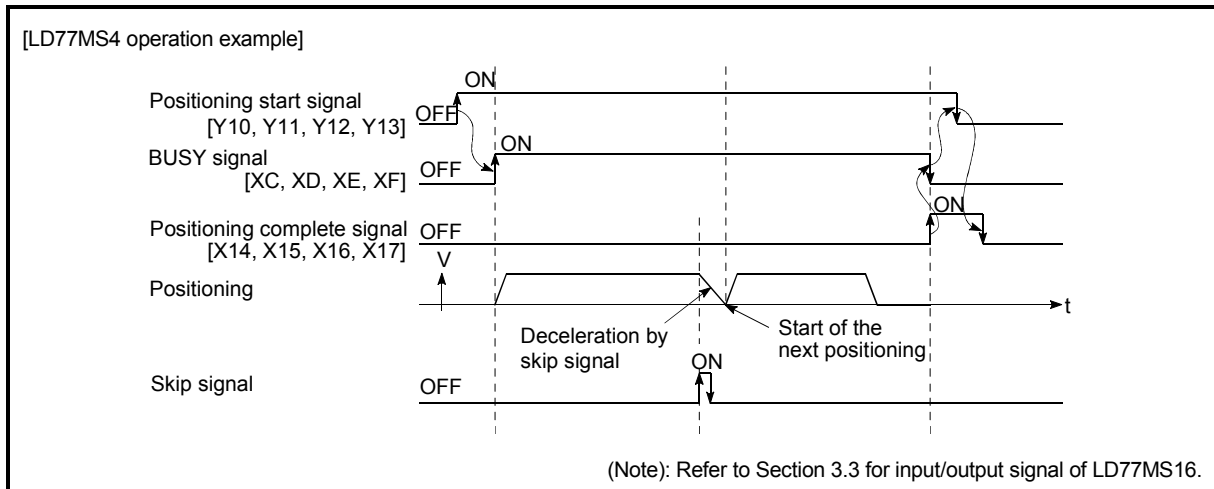 [LD77MS4 operation example]
ON
Positioning start signal
OFF
[Y10, Y11, Y12, Y13]
ON
BUSY signal
OFF
[XC, XD, XE, XF]
ON
Positioning complete signal
OFF
[X14, X15, X16, X17]
V
Positioning
t
Deceleration by
skip signal
Start of the
next positioning
ON
Skip signal
OFF
(Note): Refer to Section 3.3 for input/output signal of LD77MS16.